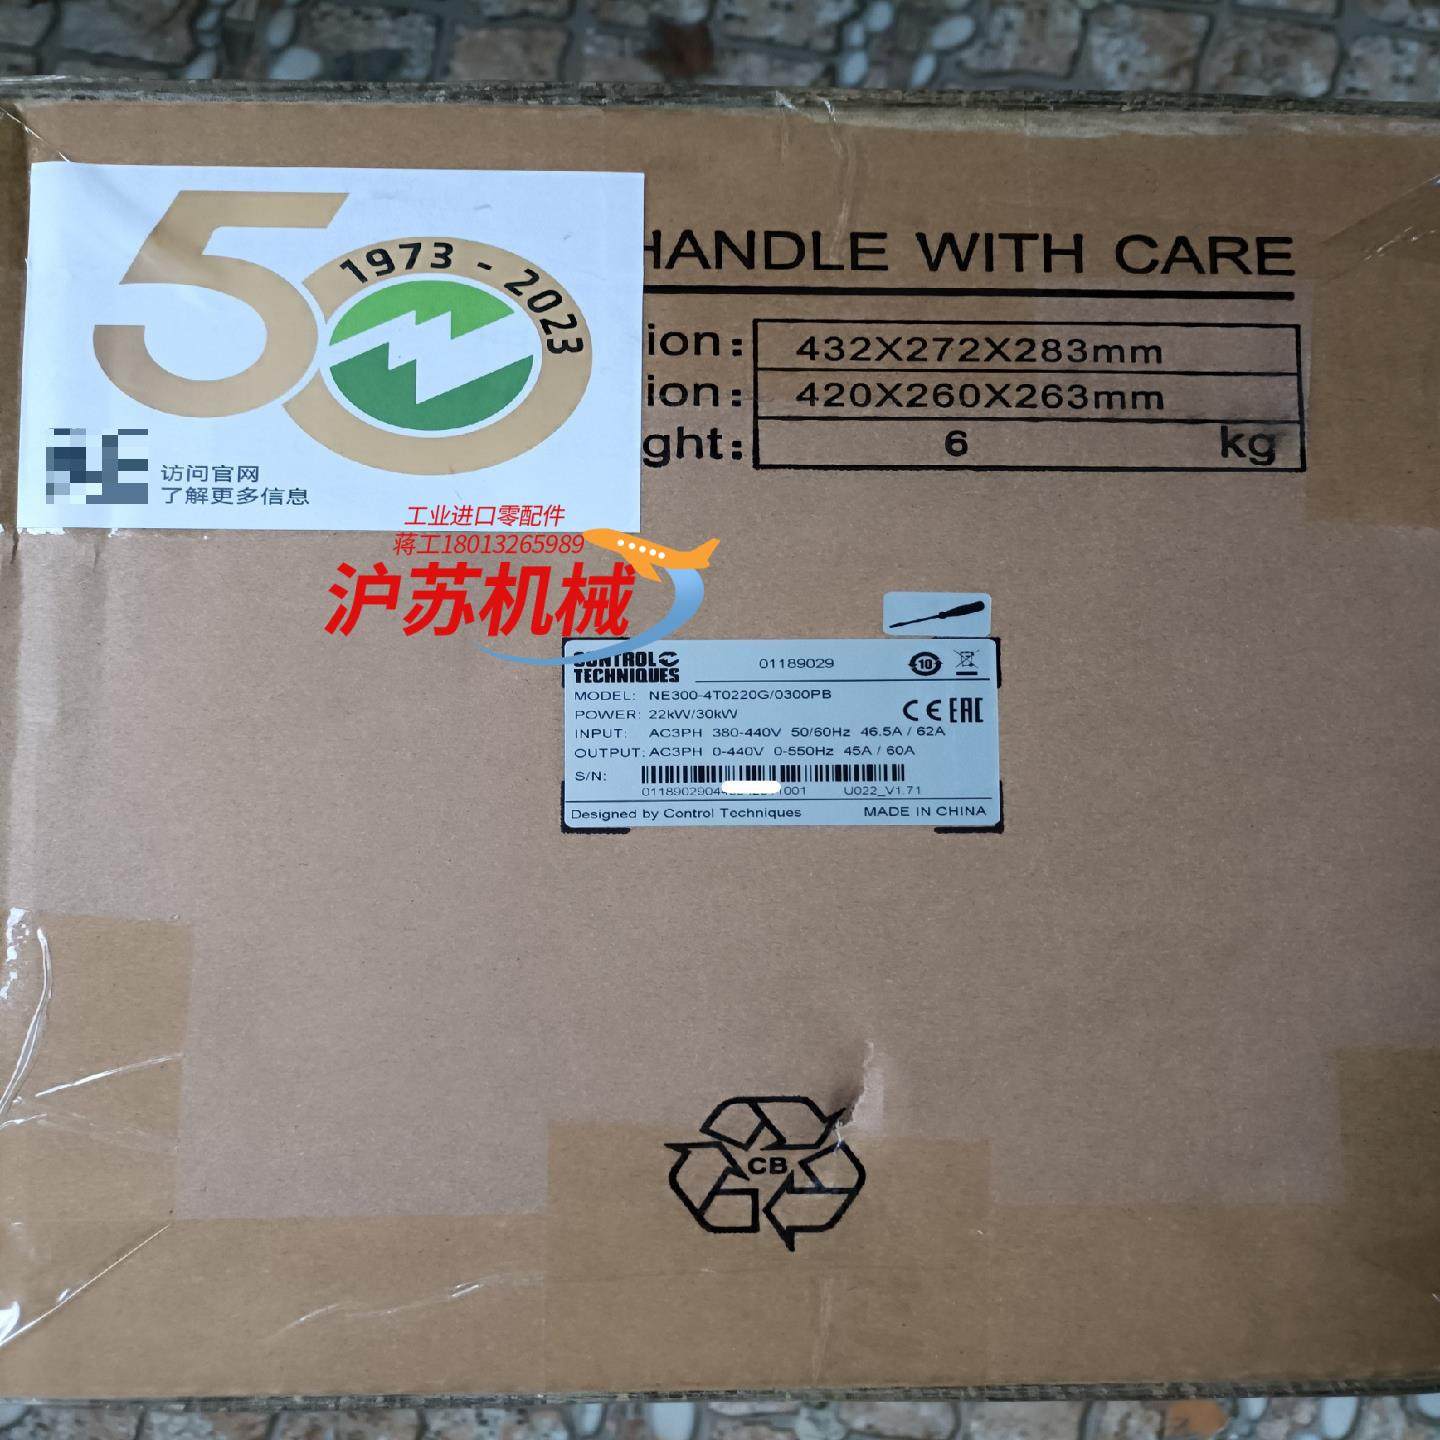 50
1973 - 2023
访问官网
了解更多信息
HANDLE WITH CARE
ion: 432X272X283mm
ion: 420X260X263mm
ght: 6 kg
工业进口零配件
蒋工18013265989
沪苏机械
CONTROL
TECHNIQUES
01189029
10
MODEL: NE300-4T0220G/0300PB
POWER: 22kW/30kW
CE EAC
INPUT: AC3PH 380-440V 50/60Hz 46.5A / 62A
OUTPUT: AC3PH 0-440V 0-550Hz 45A / 60A
S/N:
U022_V1.71
Designed by Control Techniques MADE IN CHINA
CB